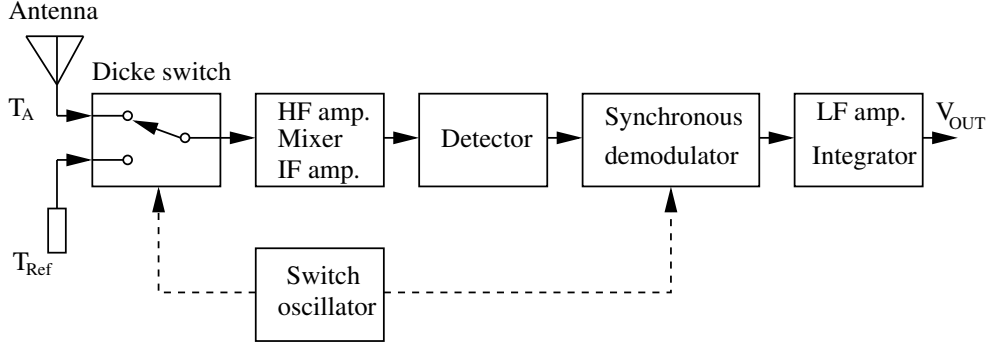 Antenna
Dicke switch
T_A
T_Ref
HF amp.
Mixer
IF amp.
Detector
Synchronous
demodulator
LF amp.
Integrator
V_OUT
Switch
oscillator